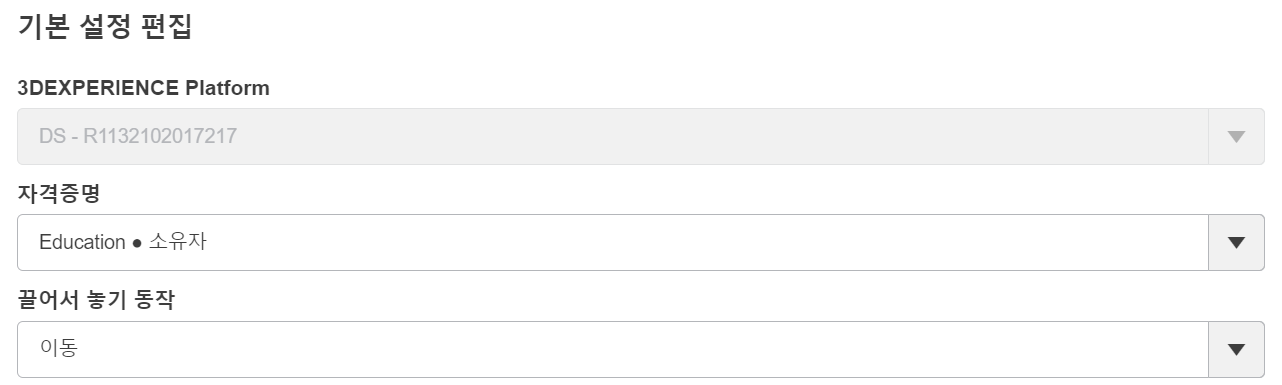 기본 설정 편집
3DEXPERIENCE Platform
DS - R1132102017217
자격증명
Education ● 소유자
끌어서 놓기 동작
이동